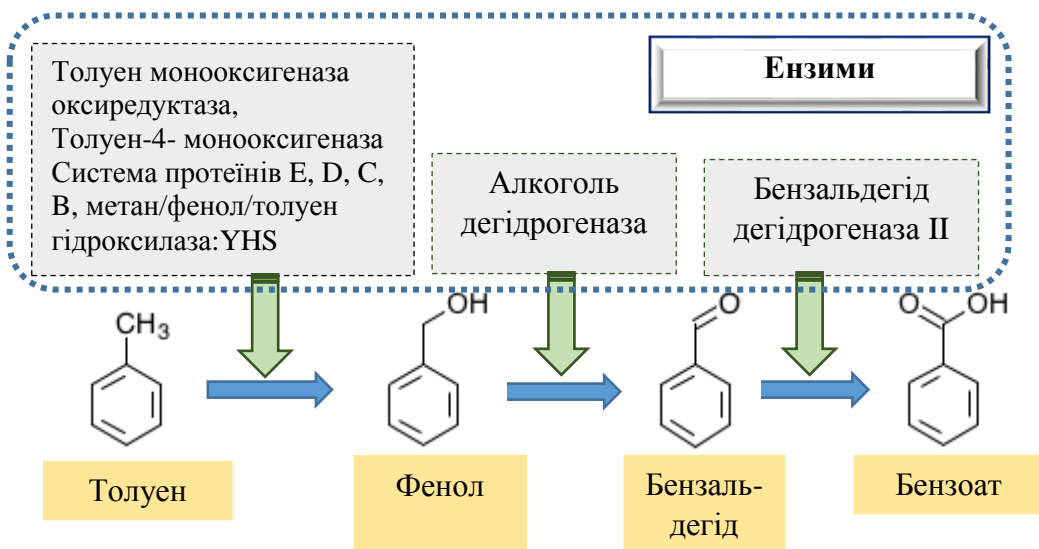 Толуен монооксигеназа
оксиредуктаза,
Толуен-4- монооксигеназа
Система протеїнів E, D, C,
B, метан/фенол/толуен
гідроксилаза:YHS
Ензими
Алкоголь
дегідрогеназа
Бензальдегід
дегідрогеназа II
CH3
OH
O
O
OH
Толуен
Фенол
Бензаль-
дегід
Бензоат